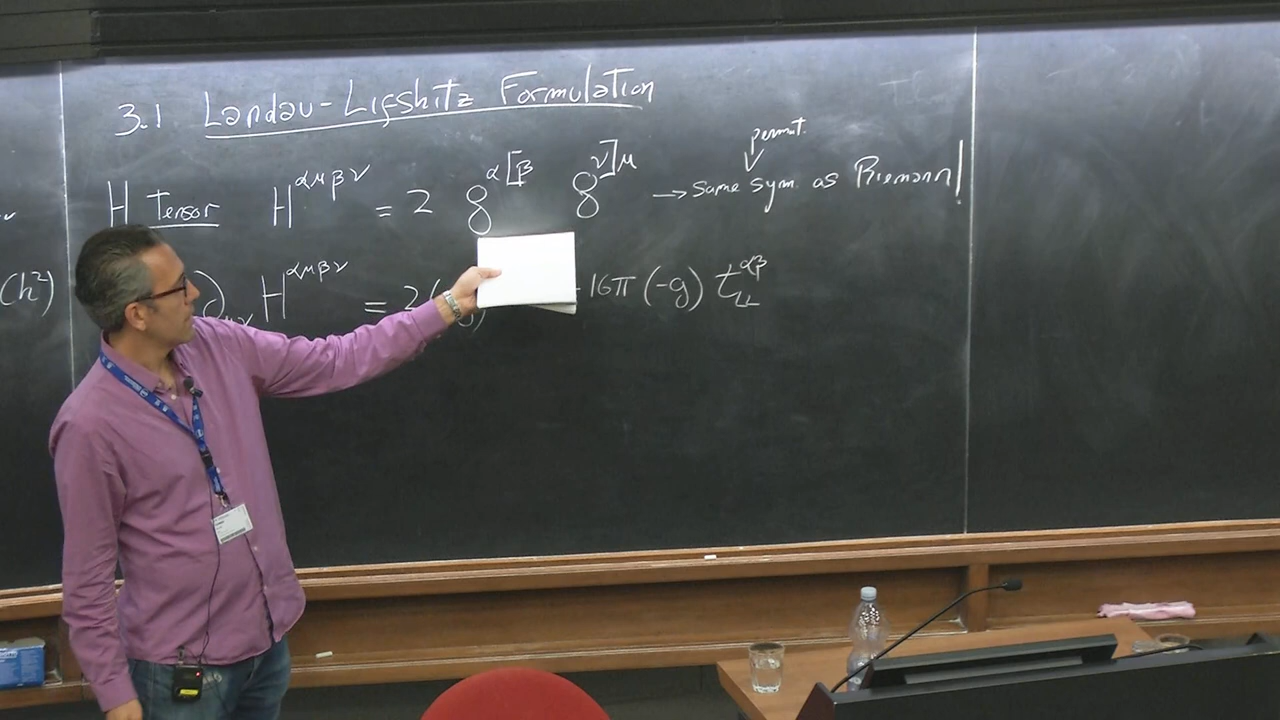 3.1 Landau-Lifshitz Formulation
permut.
H Tensor H^{αμβν} = 2 g^{α[β} g^{ν]μ} → same sym. as Riemann!
(h²)
∂_{μν} H^{αμβν} = 2(-g) 16π (-g) t_{LL}^{αβ}